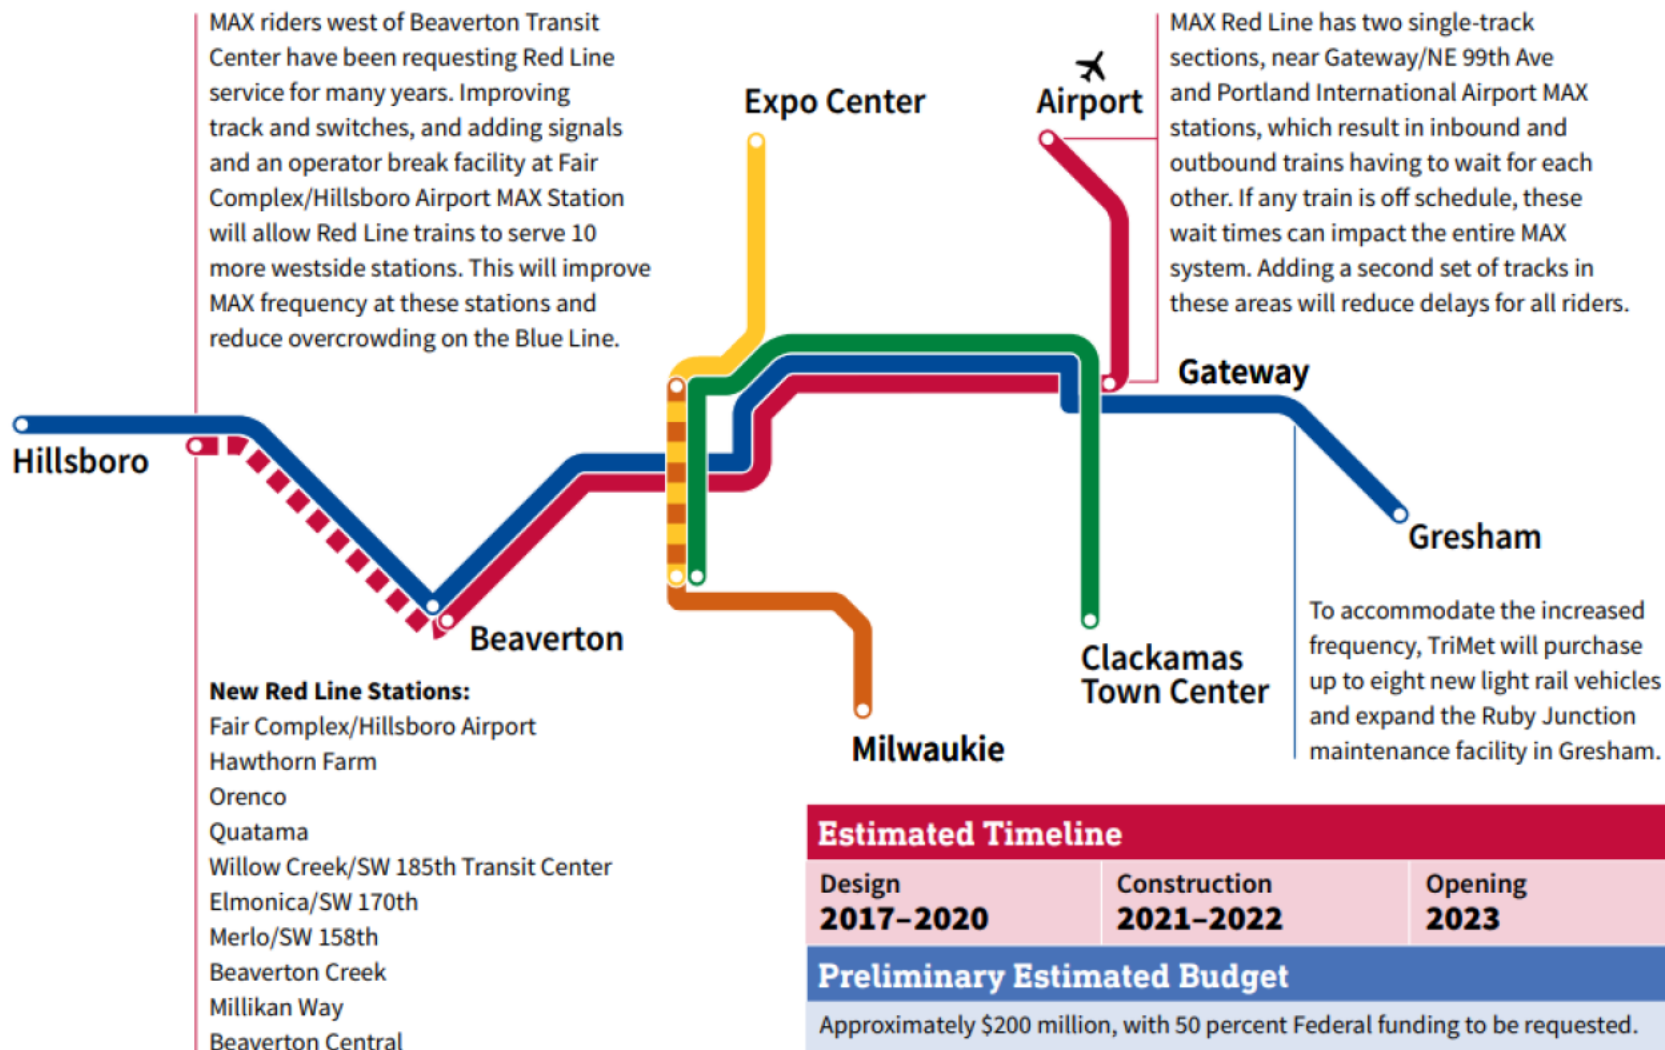 MAX riders west of Beaverton Transit
Center have been requesting Red Line
service for many years. Improving
track and switches, and adding signals
and an operator break facility at Fair
Complex/Hillsboro Airport MAX Station
will allow Red Line trains to serve 10
more westside stations. This will improve
MAX frequency at these stations and
reduce overcrowding on the Blue Line.
Expo Center
Airport
MAX Red Line has two single-track
sections, near Gateway/NE 99th Ave
and Portland International Airport MAX
stations, which result in inbound and
outbound trains having to wait for each
other. If any train is off schedule, these
wait times can impact the entire MAX
system. Adding a second set of tracks in
these areas will reduce delays for all riders.
Gateway
Hillsboro
Gresham
Beaverton
Clackamas
Town Center
Milwaukie
To accommodate the increased
frequency, TriMet will purchase
up to eight new light rail vehicles
and expand the Ruby Junction
maintenance facility in Gresham.
New Red Line Stations:
Fair Complex/Hillsboro Airport
Hawthorn Farm
Orenco
Quatama
Willow Creek/SW 185th Transit Center
Elmonica/SW 170th
Merlo/SW 158th
Beaverton Creek
Millikan Way
Beaverton Central
Estimated Timeline
Design
2017–2020
Construction
2021–2022
Opening
2023
Preliminary Estimated Budget
Approximately $200 million, with 50 percent Federal funding to be requested.